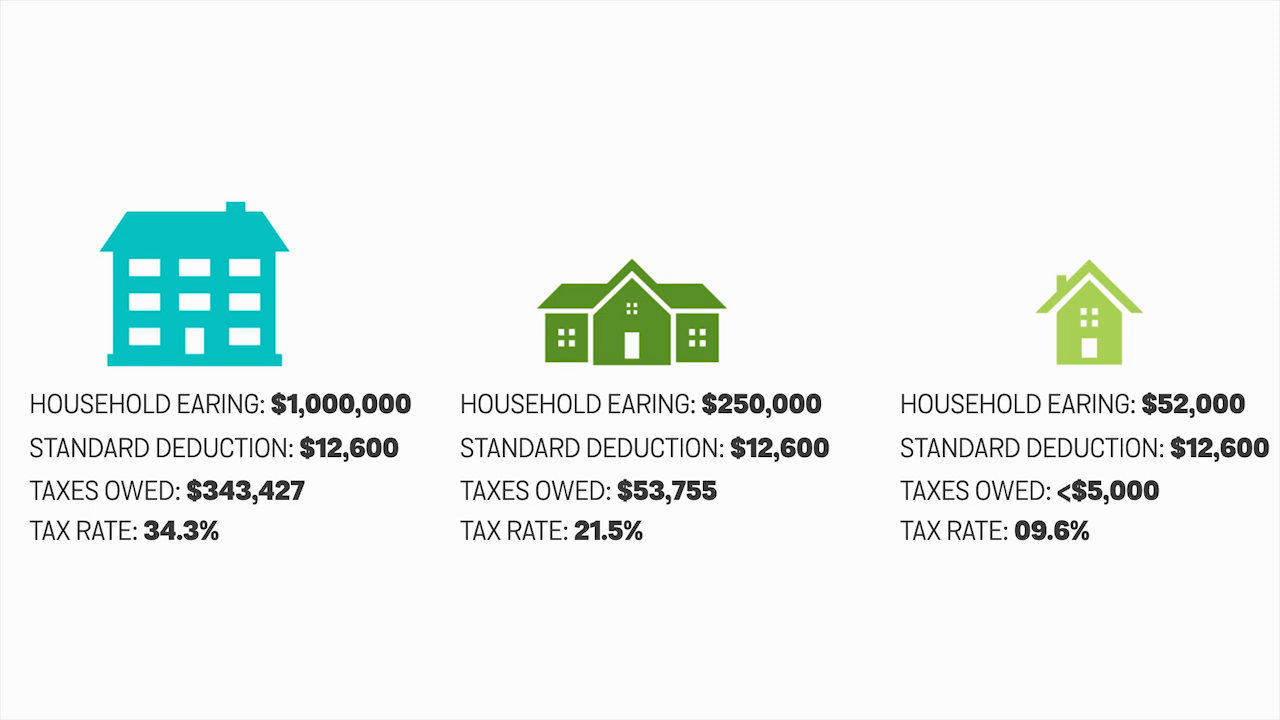 HOUSEHOLD EARING: $1,000,000
STANDARD DEDUCTION: $12,600
TAXES OWED: $343,427
TAX RATE: 34.3%
HOUSEHOLD EARING: $250,000
STANDARD DEDUCTION: $12,600
TAXES OWED: $53,755
TAX RATE: 21.5%
HOUSEHOLD EARING: $52,000
STANDARD DEDUCTION: $12,600
TAXES OWED: <$5,000
TAX RATE: 09.6%